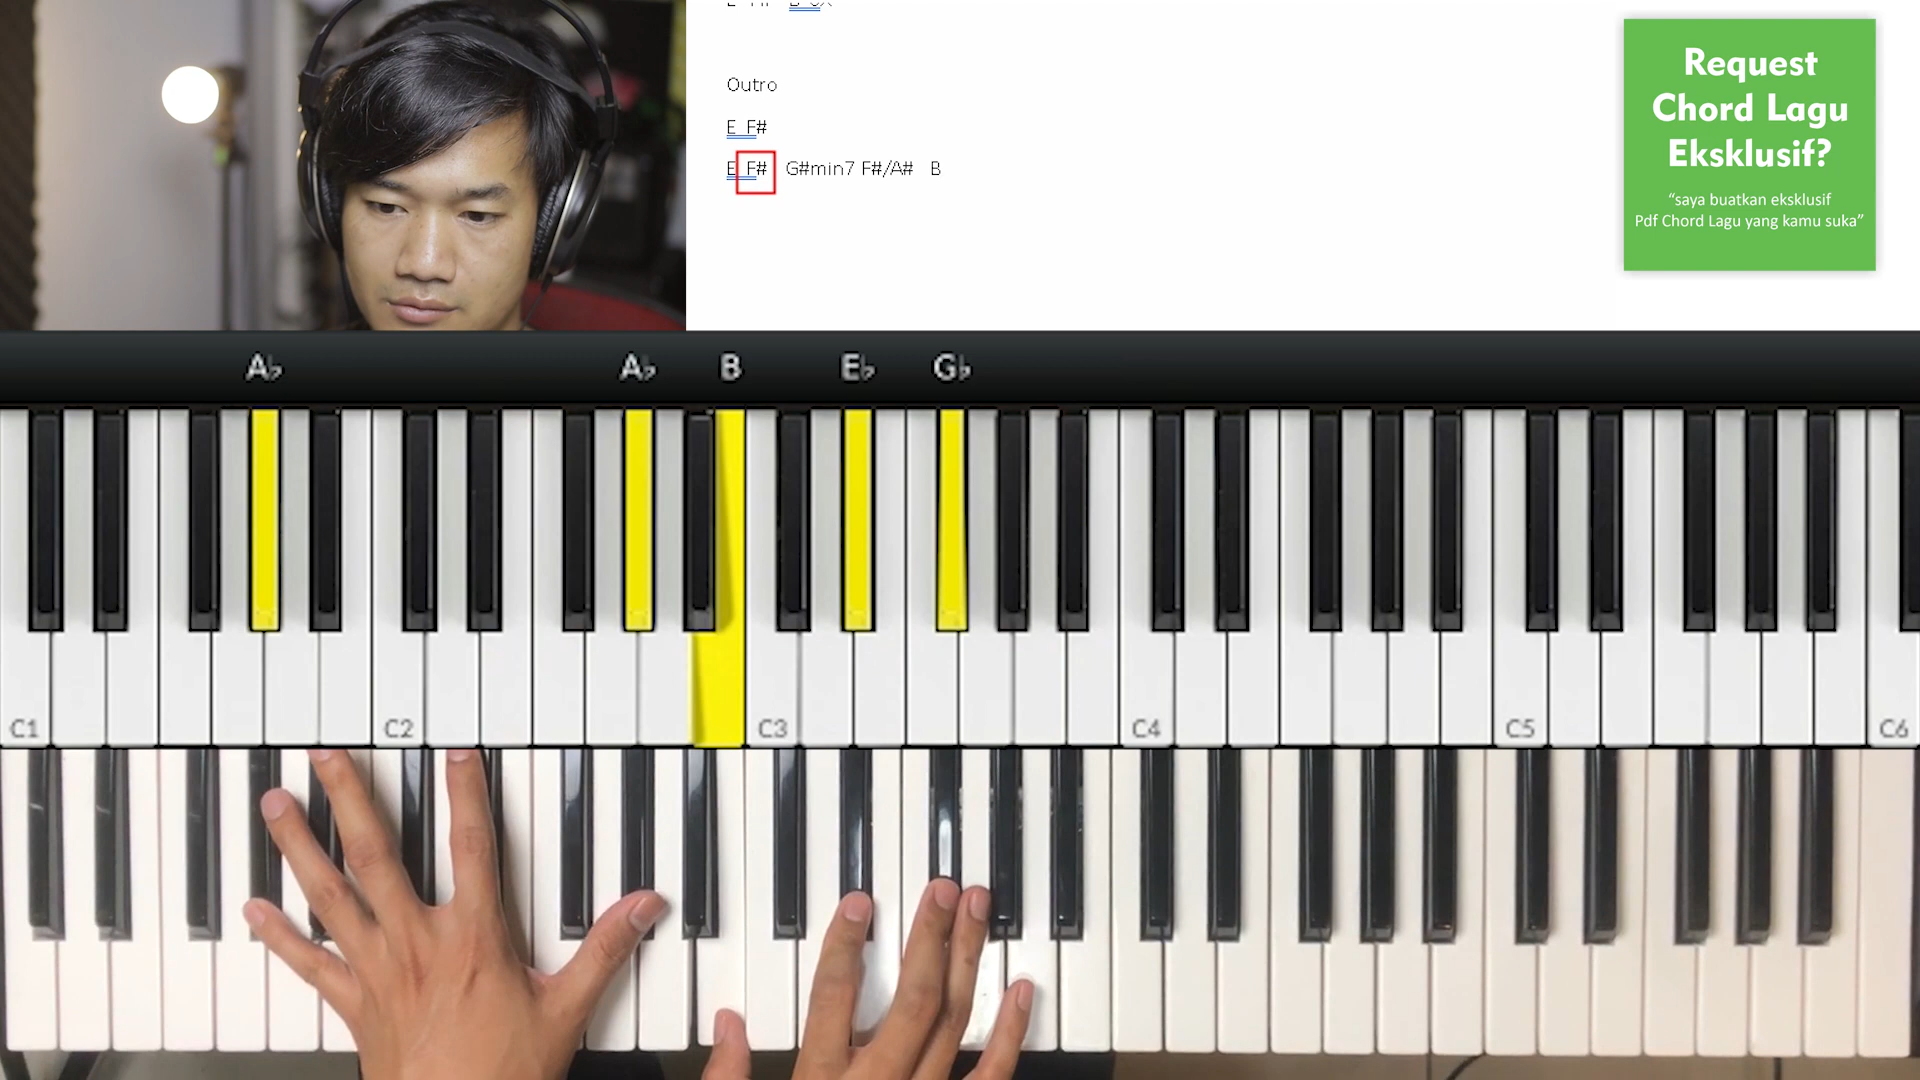 Outro
E F#
E F# G#min7 F#/A# B
Request
Chord Lagu
Eksklusif?
“saya buatkan eksklusif
Pdf Chord Lagu yang kamu suka”
A♭ A♭ B E♭ G♭
C1 C2 C3 C4 C5 C6